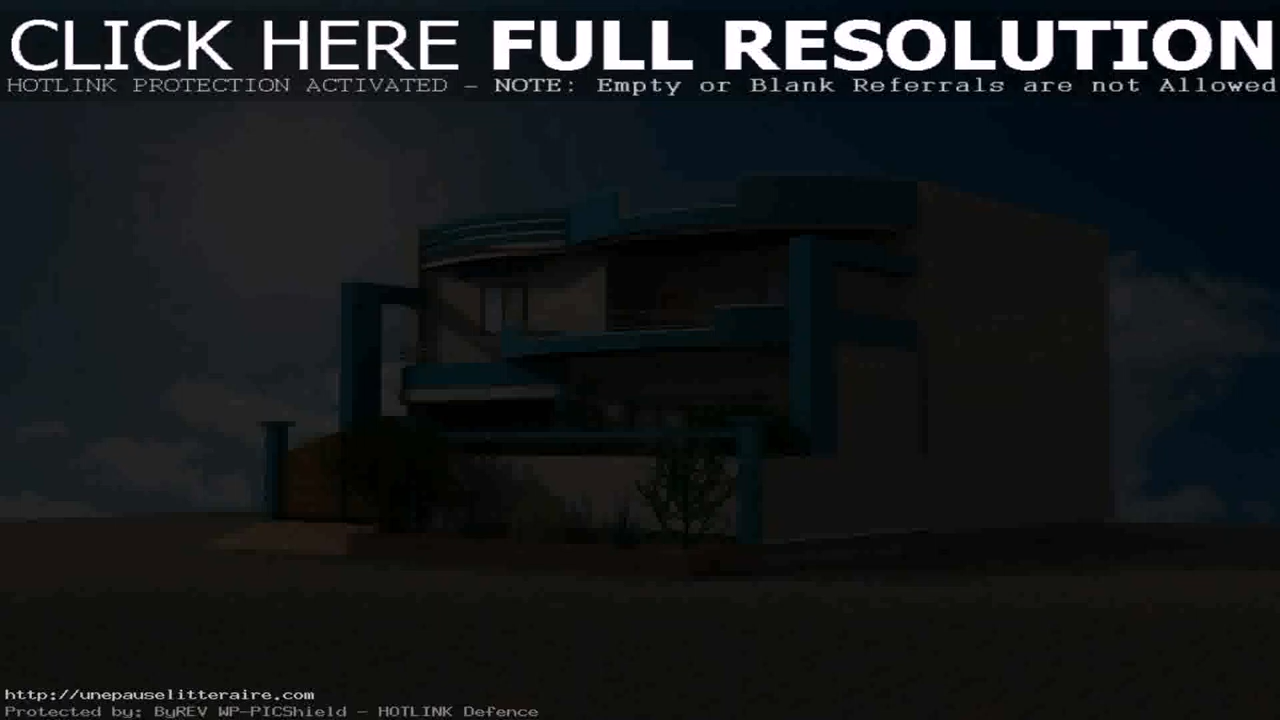 CLICK HERE FULL RESOLUTION
HOTLINK PROTECTION ACTIVATED - NOTE: Empty or Blank Referrals are not Allowed
http://unepauselitteraire.com
Protected by: ByREV WP-PICShield - HOTLINK Defence